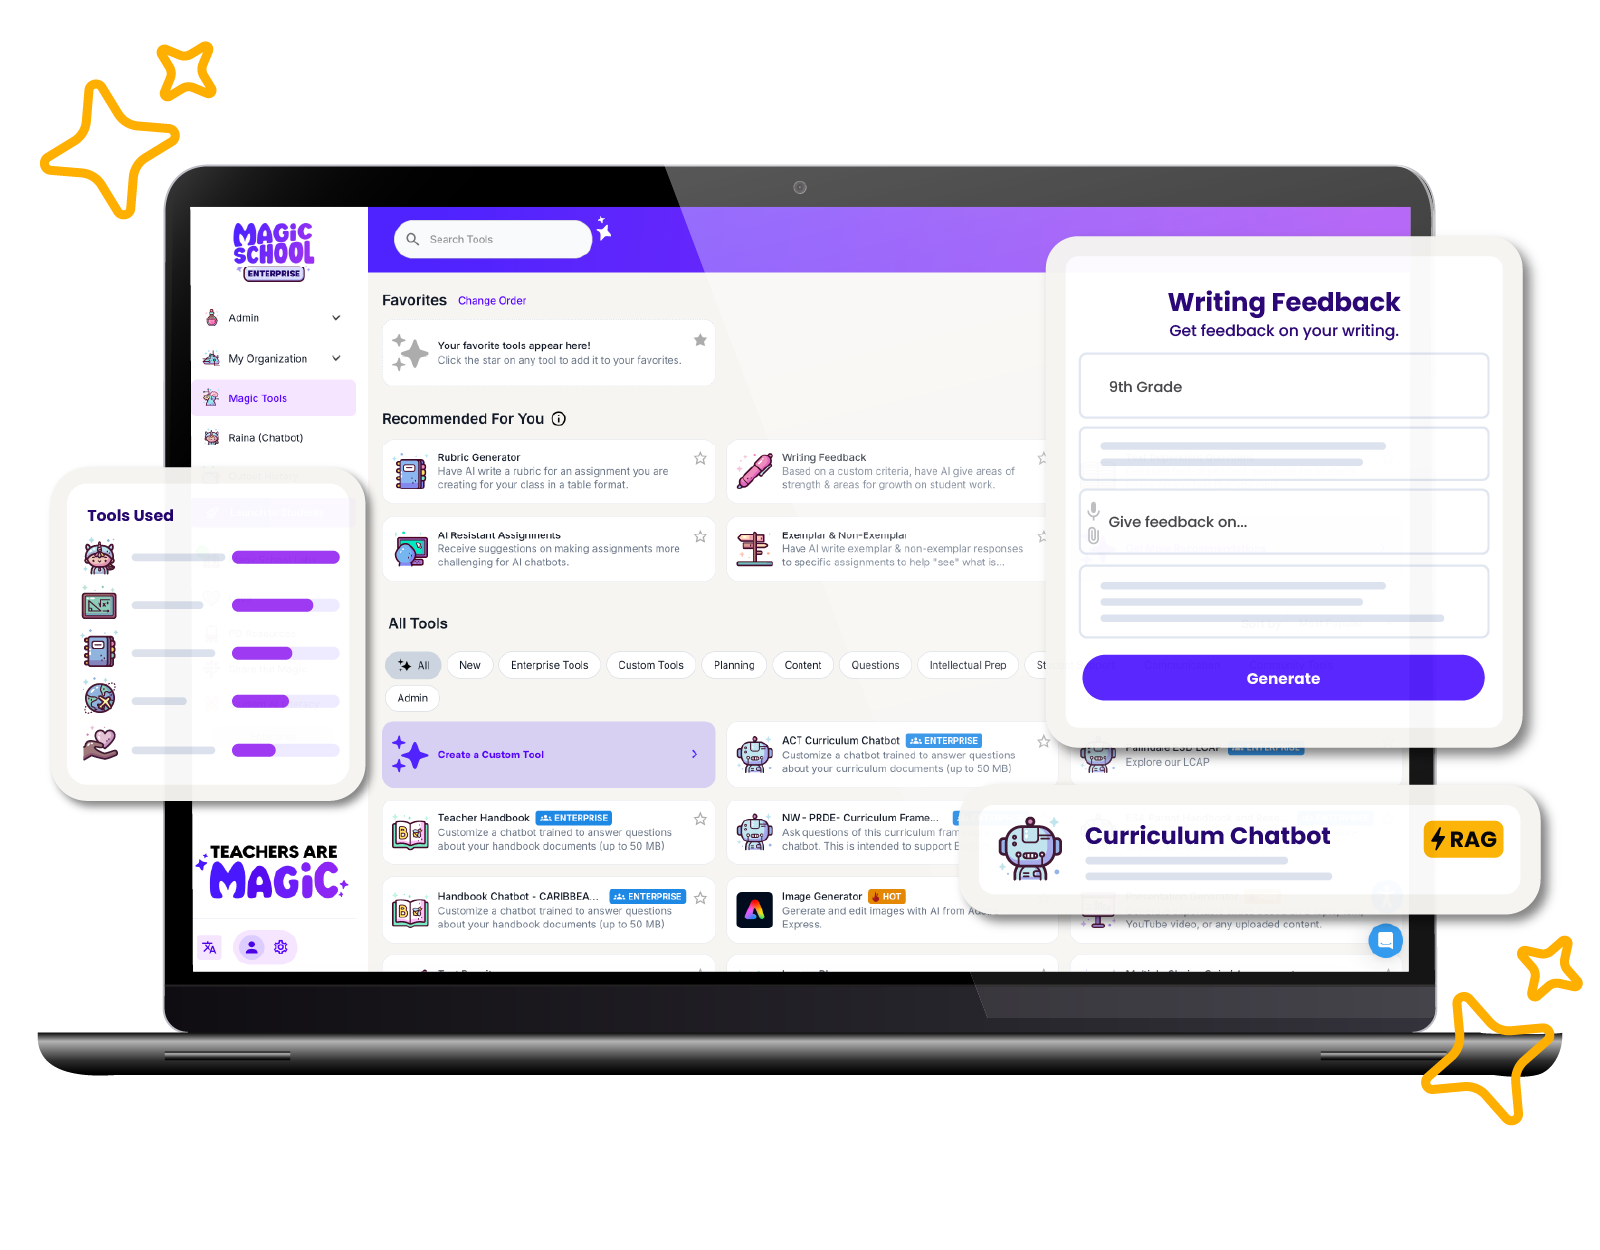 MAGIC
SCHOOL
ENTERPRISE
Admin
My Organization
Magic Tools
Raina (Chatbot)
Tools Used
TEACHERS ARE
MAGIC
Search Tools
Favorites Change Order
Your favorite tools appear here!
Click the star on any tool to add it to your favorites.
Recommended For You
Rubric Generator
Have AI write a rubric for an assignment you are
creating for your class in a table format.
Writing Feedback
Based on a custom criteria, have AI give areas of
strength & areas for growth on student work.
AI Resistant Assignments
Receive suggestions on making assignments more
challenging for AI chatbots.
Exemplar & Non-Exemplar
Have AI write exemplar & non-exemplar responses
to specific assignments to help "see" what is...
All Tools
All New Enterprise Tools Custom Tools Planning Content Questions Intellectual Prep St
Admin
Create a Custom Tool
ACT Curriculum Chatbot ENTERPRISE
Customize a chatbot trained to answer questions
about your curriculum documents (up to 50 MB)
Palmdale ESD LCAP ENTERPRISE
Explore our LCAP
Teacher Handbook ENTERPRISE
Customize a chatbot trained to answer questions
about your handbook documents (up to 50 MB)
NW - PRDE- Curriculum Frame...
Ask questions of this curriculum fram
chatbot. This is intended to support E
Handbook Chatbot - CARIBBEA... ENTERPRISE
Customize a chatbot trained to answer questions
about your handbook documents (up to 50 MB)
Image Generator HOT
Generate and edit images with AI from Adobe
Express.
YouTube video, or any uploaded content.
Writing Feedback
Get feedback on your writing.
9th Grade
Give feedback on...
Generate
Curriculum Chatbot
RAG